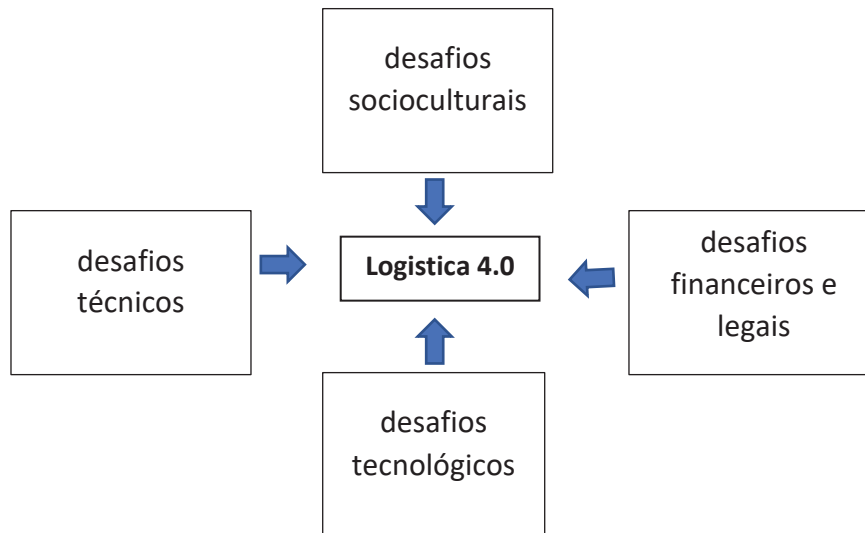 desafios
socioculturais
desafios
técnicos
Logistica 4.0
desafios
financeiros e
legais
desafios
tecnológicos